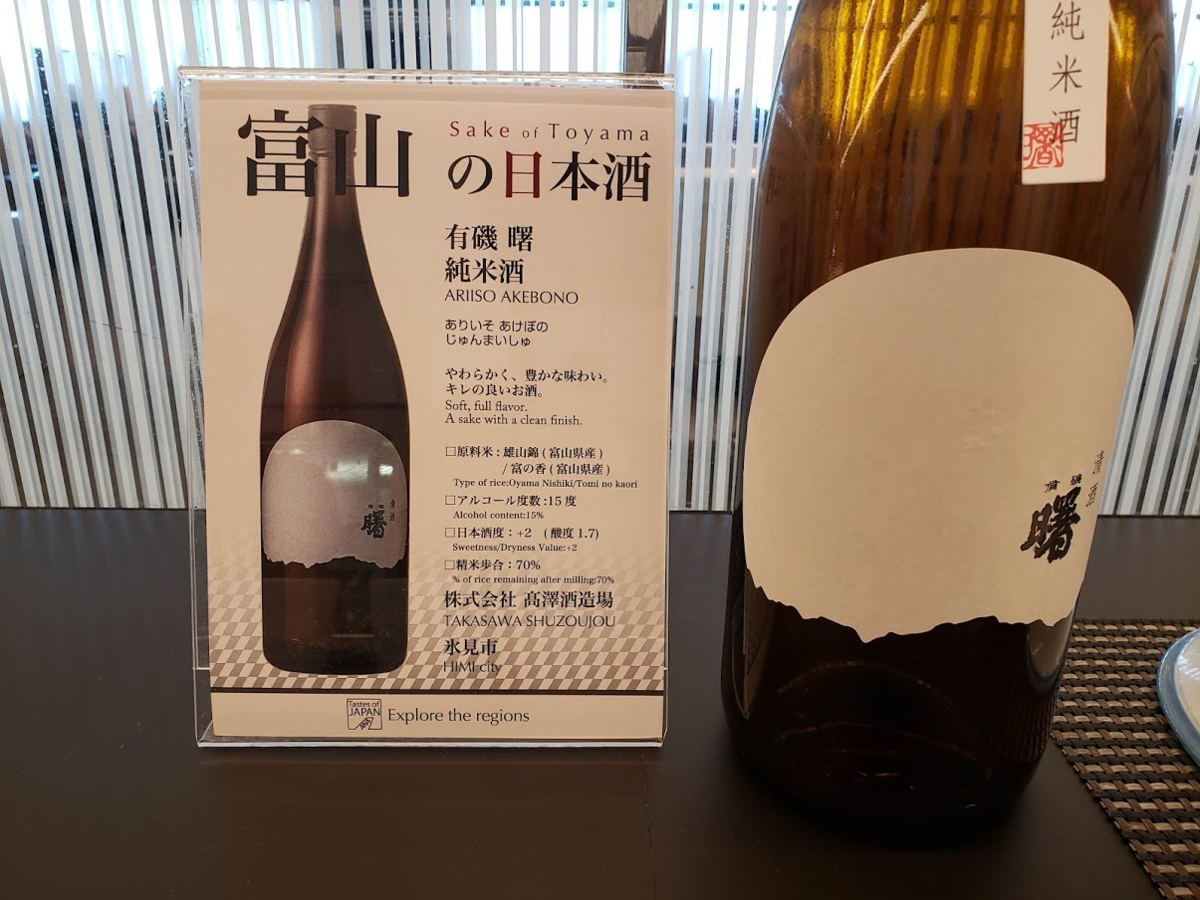 富山
Sake of Toyama
の日本酒
有磯 曙
純米酒
ARIISO AKEBONO
ありいそ あけぼの
じゅんまいしゅ
やわらかく、豊かな味わい。
キレの良いお酒。
Soft, full flavor.
A sake with a clean finish.
□原料米 : 雄山錦 ( 富山県産 )
/ 富の香 ( 富山県産 )
Type of rice:Oyama Nishiki/Tomi no kaori
□アルコール度数 : 15 度
Alcohol content:15%
□日本酒度 : +2 ( 酸度 1.7)
Sweetness/Dryness Value:+2
□精米歩合 : 70%
% of rice remaining after milling:70%
株式会社 髙澤酒造場
TAKASAWA SHUZOUJOU
氷見市
HIMI city
Tastes of
JAPAN
Explore the regions
清酒
有磯
曙
純米酒
曙
清酒
有磯
曙